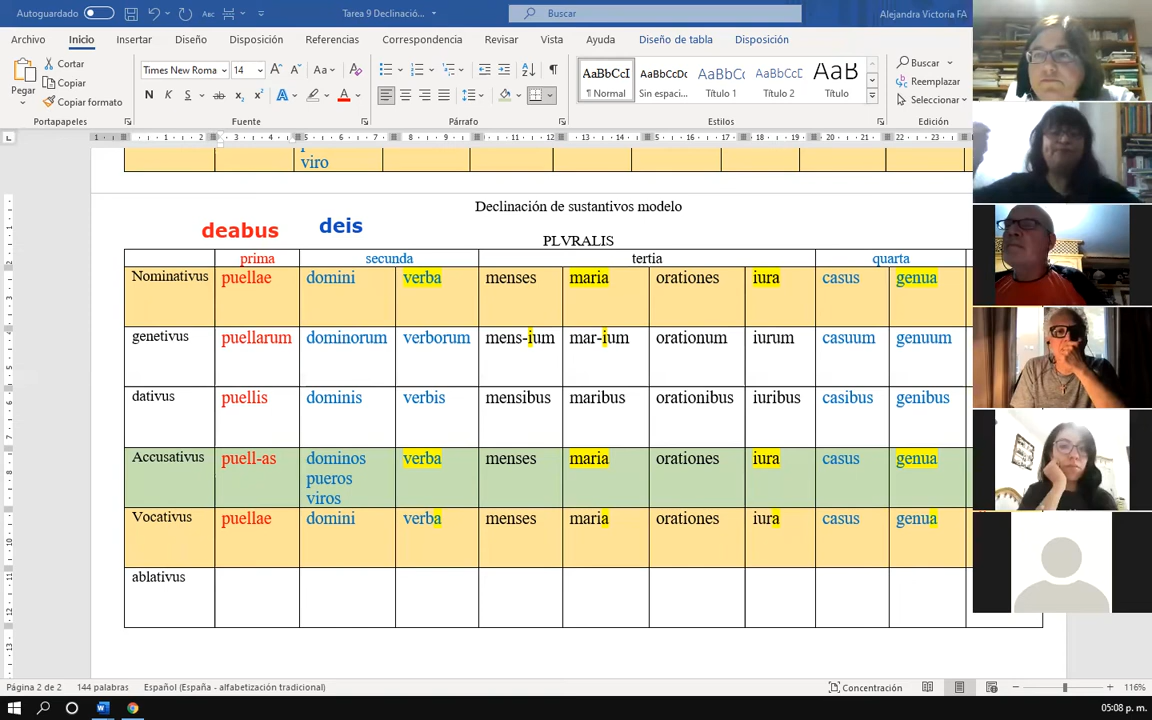 Autoguardado Tarea 9 Declinació... Buscar Alejandra Victoria FA
Archivo Inicio Insertar Diseño Disposición Referencias Correspondencia Revisar Vista Ayuda Diseño de tabla Disposición
Pegar
Cortar
Copiar
Copiar formato
Times New Roma 14
N K S
AaBbCcI AaBbCcDc AaBbCc AaBbCcD AaB
¶ Normal Sin espaci... Título 1 Título 2 Título
Buscar
Reemplazar
Seleccionar
Portapapeles Fuente Párrafo Estilos Edición
viro
Declinación de sustantivos modelo
deabus deis
PLVRALIS
prima secunda tertia quarta
Nominativus puellae domini verba menses maria orationes iura casus genua
genetivus puellarum dominorum verborum mens-ium mar-ium orationum iurum casuum genuum
dativus puellis dominis verbis mensibus maribus orationibus iuribus casibus genibus
Accusativus puell-as dominos verba menses maria orationes iura casus genua
pueros
viros
Vocativus puellae domini verba menses maria orationes iura casus genua
ablativus
Página 2 de 2 144 palabras Español (España - alfabetización tradicional) Concentración 116%
05:08 p. m.